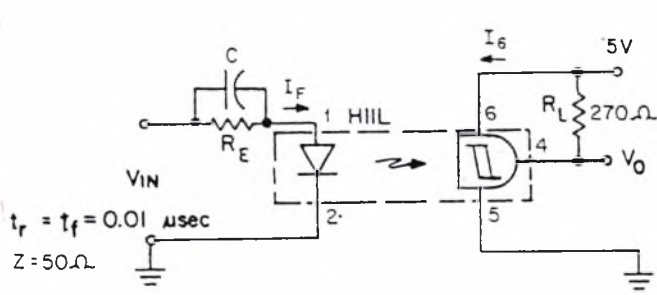 C
I_F
R_E
1 H11L
V_IN
2.
t_r = t_f = 0.01 μsec
Z = 50Ω
I_6
5V
6
R_L 270Ω
4
V_O
5